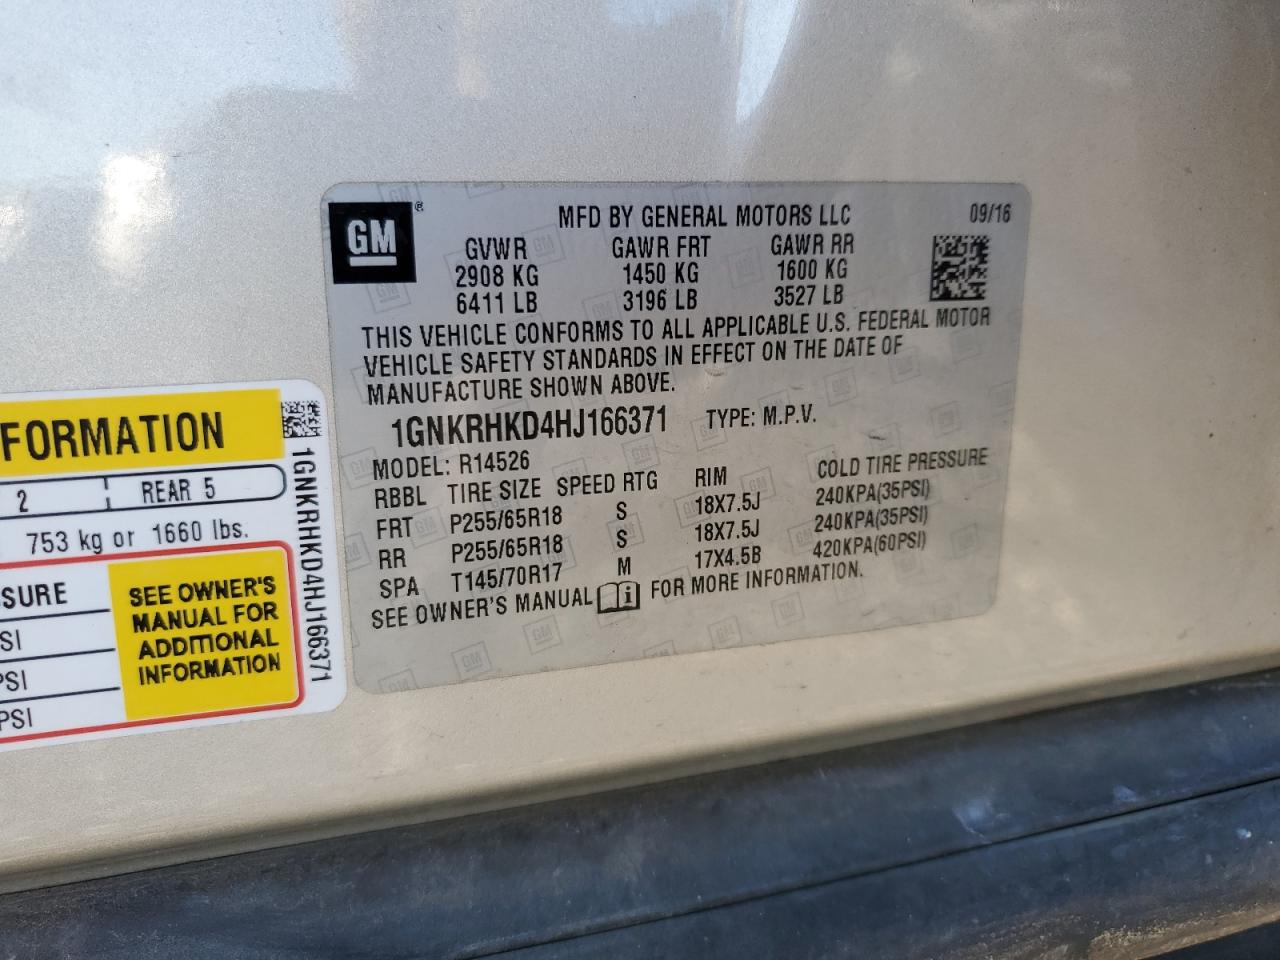 GM®
MFD BY GENERAL MOTORS LLC 09/16
GVWR GAWR FRT GAWR RR
2908 KG 1450 KG 1600 KG
6411 LB 3196 LB 3527 LB
THIS VEHICLE CONFORMS TO ALL APPLICABLE U.S. FEDERAL MOTOR
VEHICLE SAFETY STANDARDS IN EFFECT ON THE DATE OF
MANUFACTURE SHOWN ABOVE.
1GNKRHKD4HJ166371 TYPE: M.P.V.
MODEL: R14526
RBBL TIRE SIZE SPEED RTG RIM COLD TIRE PRESSURE
FRT P255/65R18 S 18X7.5J 240KPA(35PSI)
RR P255/65R18 S 18X7.5J 240KPA(35PSI)
SPA T145/70R17 M 17X4.5B 420KPA(60PSI)
SEE OWNER'S MANUAL FOR MORE INFORMATION.
FORMATION
2 REAR 5
753 kg or 1660 lbs.
SURE
SI
PSI
PSI
SEE OWNER'S
MANUAL FOR
ADDITIONAL
INFORMATION
1GNKRHKD4HJ166371